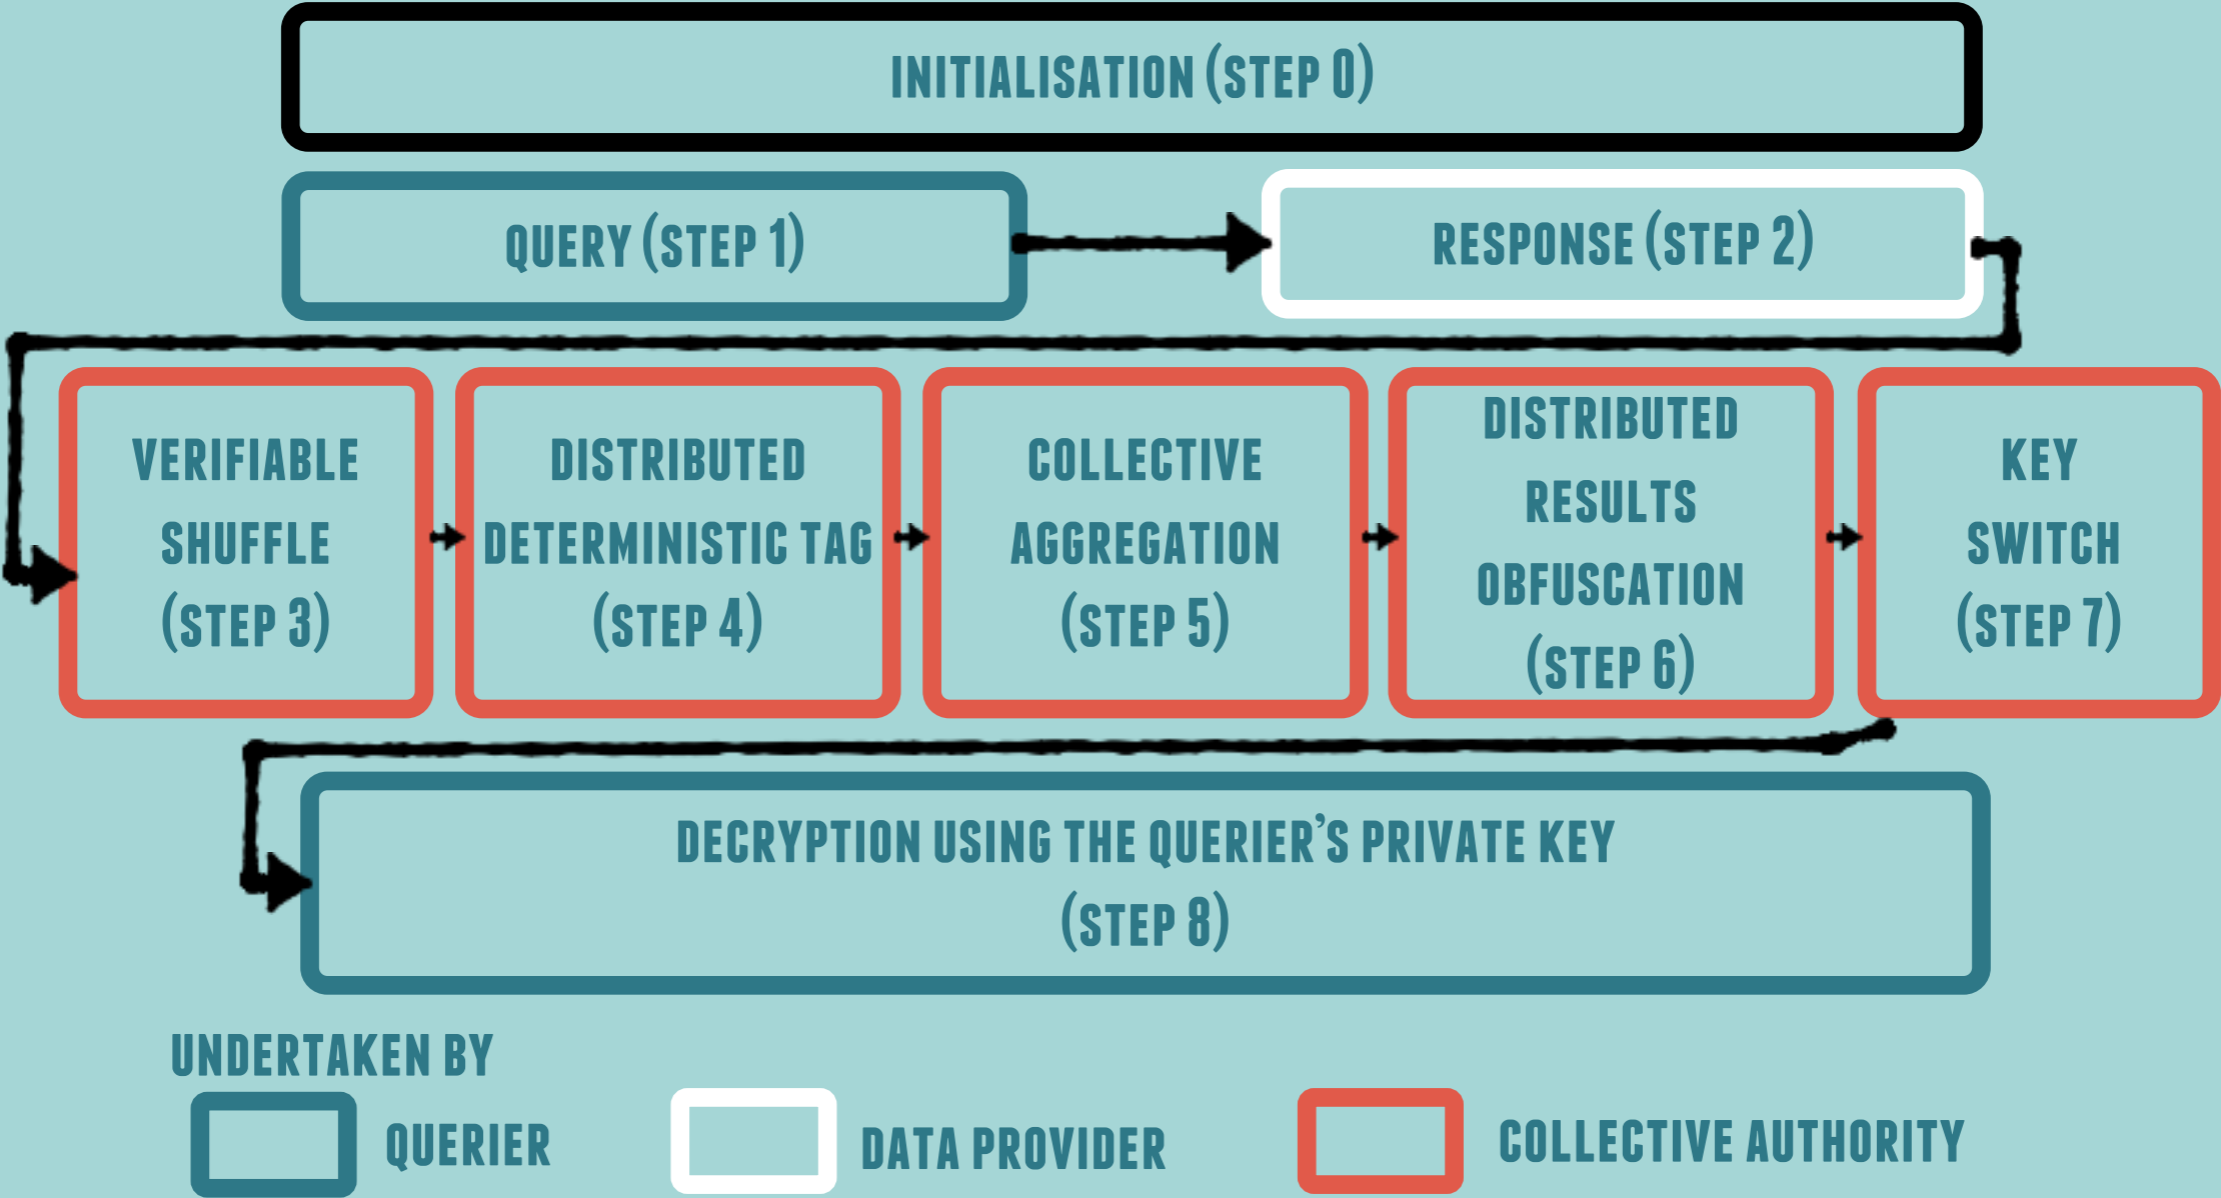 INITIALISATION (STEP 0)
QUERY (STEP 1)
RESPONSE (STEP 2)
VERIFIABLE
SHUFFLE
(STEP 3)
DISTRIBUTED
DETERMINISTIC TAG
(STEP 4)
COLLECTIVE
AGGREGATION
(STEP 5)
DISTRIBUTED
RESULTS
OBFUSCATION
(STEP 6)
KEY
SWITCH
(STEP 7)
DECRYPTION USING THE QUERIER’S PRIVATE KEY
(STEP 8)
UNDERTAKEN BY
QUERIER
DATA PROVIDER
COLLECTIVE AUTHORITY